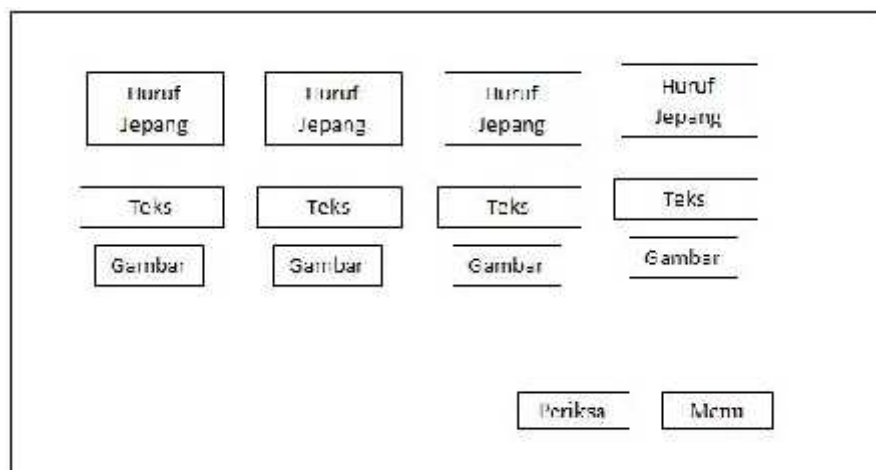 Huruf Huruf Huruf Huruf
Jepang Jepang Jepang Jepang
Teks Teks Teks Teks
Gambar Gambar Gambar Gambar
Periksa Menu